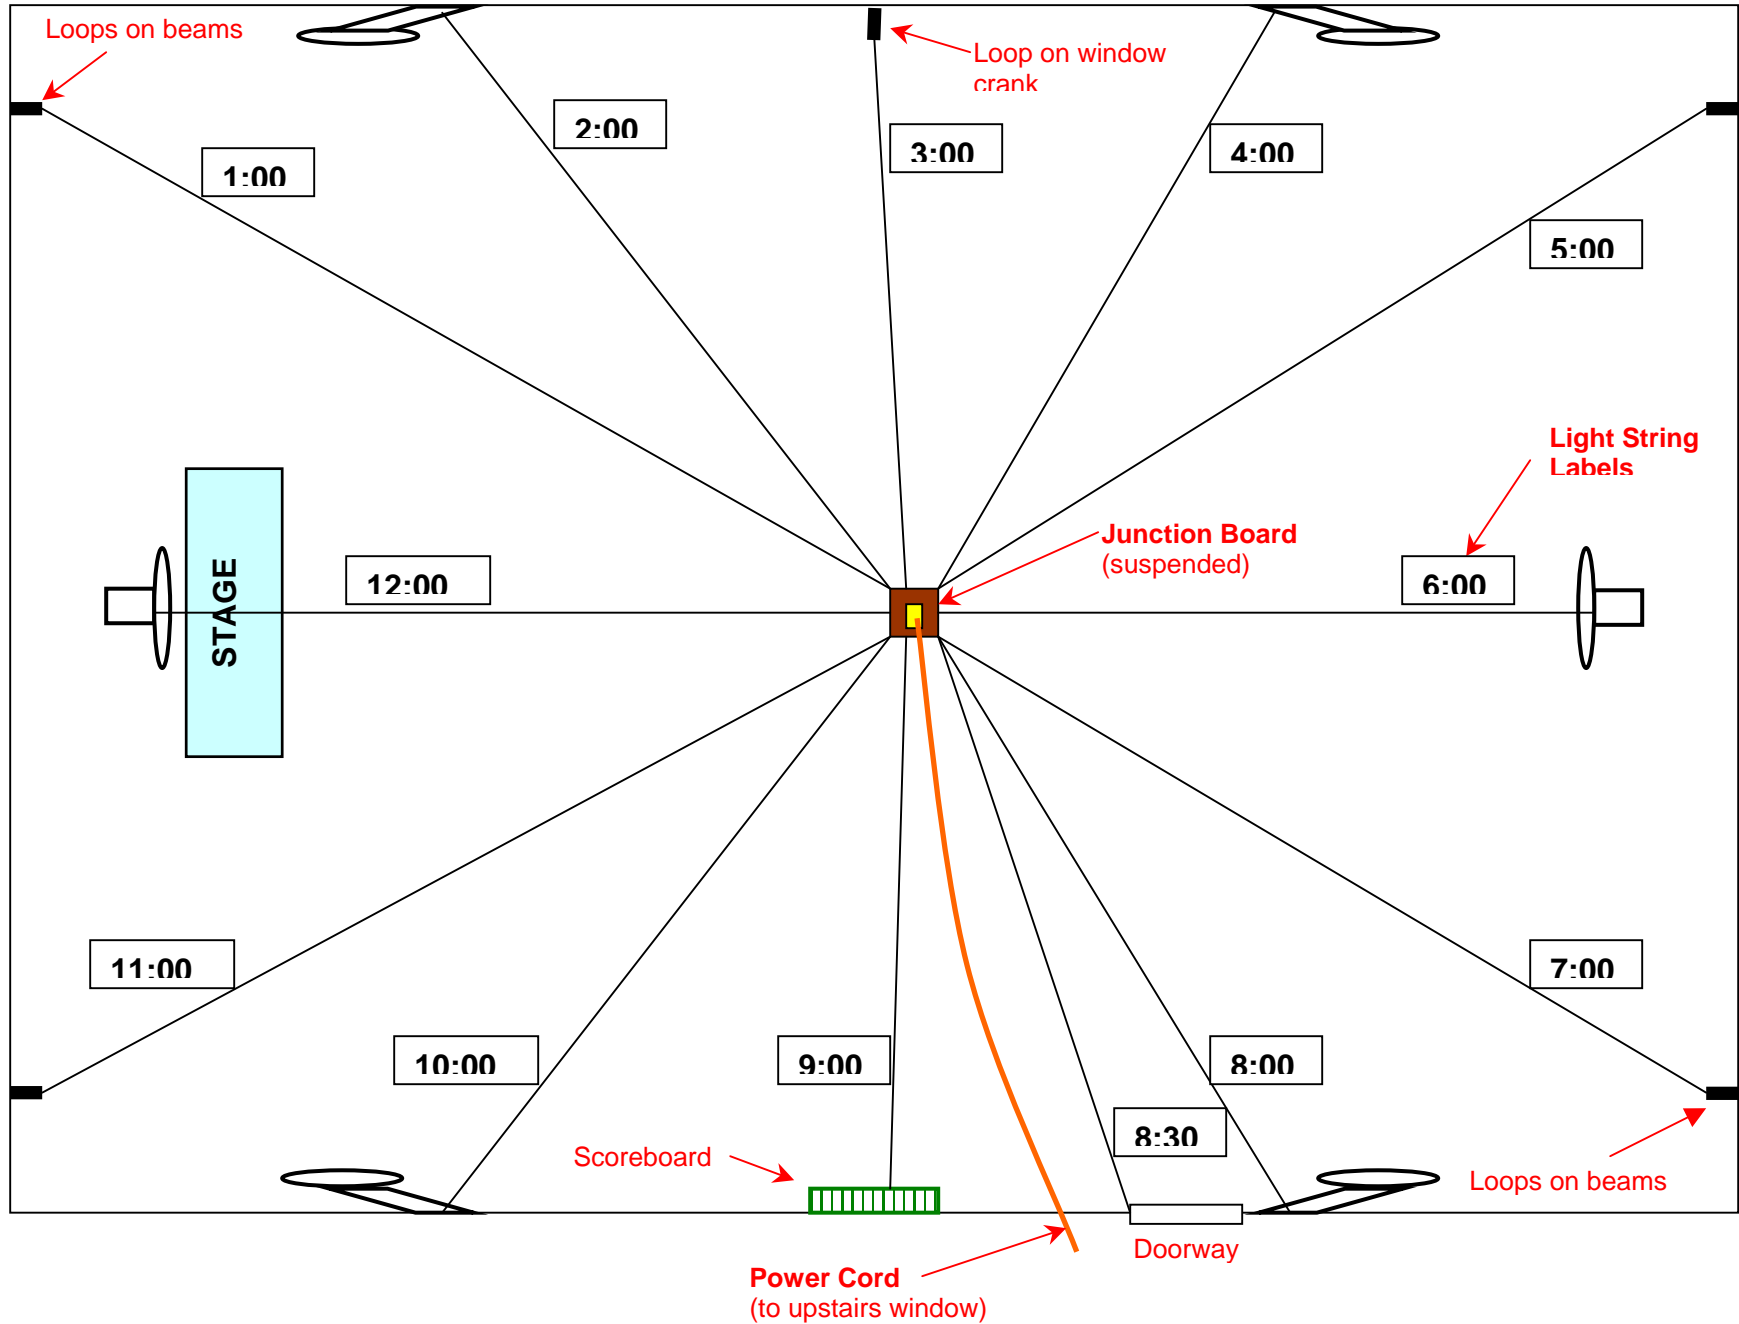 Loops on beams
Loop on window
crank
2:00
3:00
4:00
1:00
5:00
Light String
Labels
Junction Board
(suspended)
STAGE
12:00
6:00
11:00
7:00
10:00
9:00
8:00
8:30
Scoreboard
Loops on beams
Doorway
Power Cord
(to upstairs window)